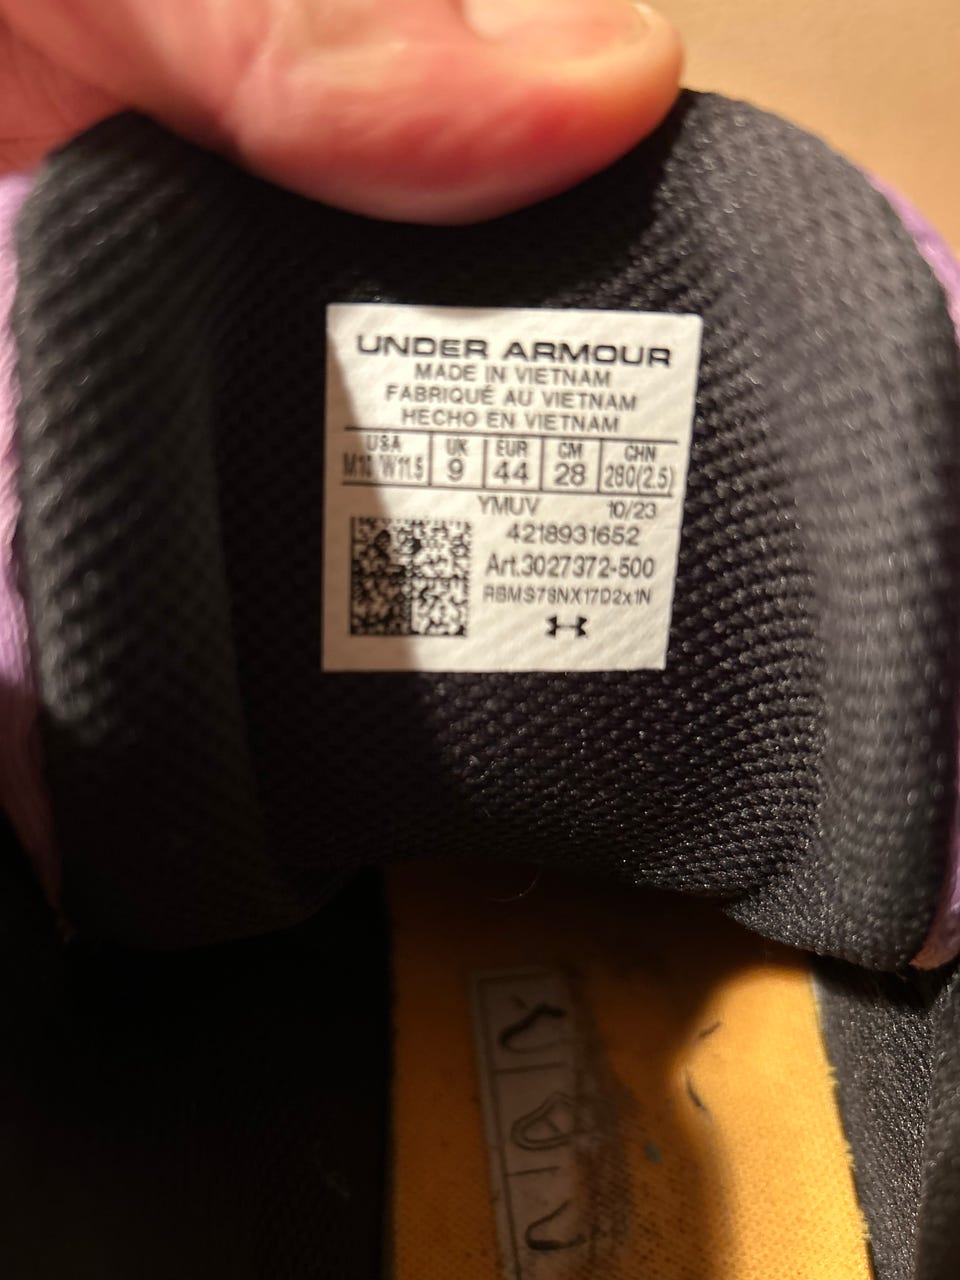 UNDER ARMOUR
MADE IN VIETNAM
FABRIQUÉ AU VIETNAM
HECHO EN VIETNAM
USA UK EUR CM CHN
M10 W11.5 9 44 28 280(2.5)
YMUV 10/23
4218931652
Art.3027372-500
RBMS78NX17D2x1N